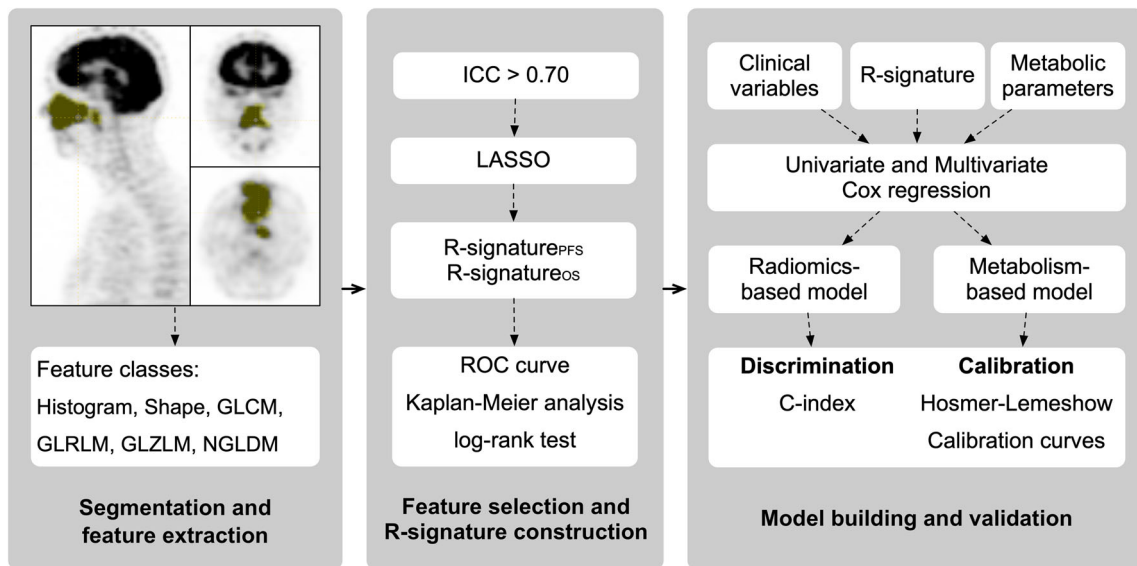 Feature classes:
Histogram, Shape, GLCM,
GLRLM, GLZLM, NGLDM
Segmentation and
feature extraction
ICC > 0.70
LASSO
R-signaturePFS
R-signatureOS
ROC curve
Kaplan-Meier analysis
log-rank test
Feature selection and
R-signature construction
Clinical
variables
R-signature
Metabolic
parameters
Univariate and Multivariate
Cox regression
Radiomics-
based model
Metabolism-
based model
Discrimination
C-index
Calibration
Hosmer-Lemeshow
Calibration curves
Model building and validation